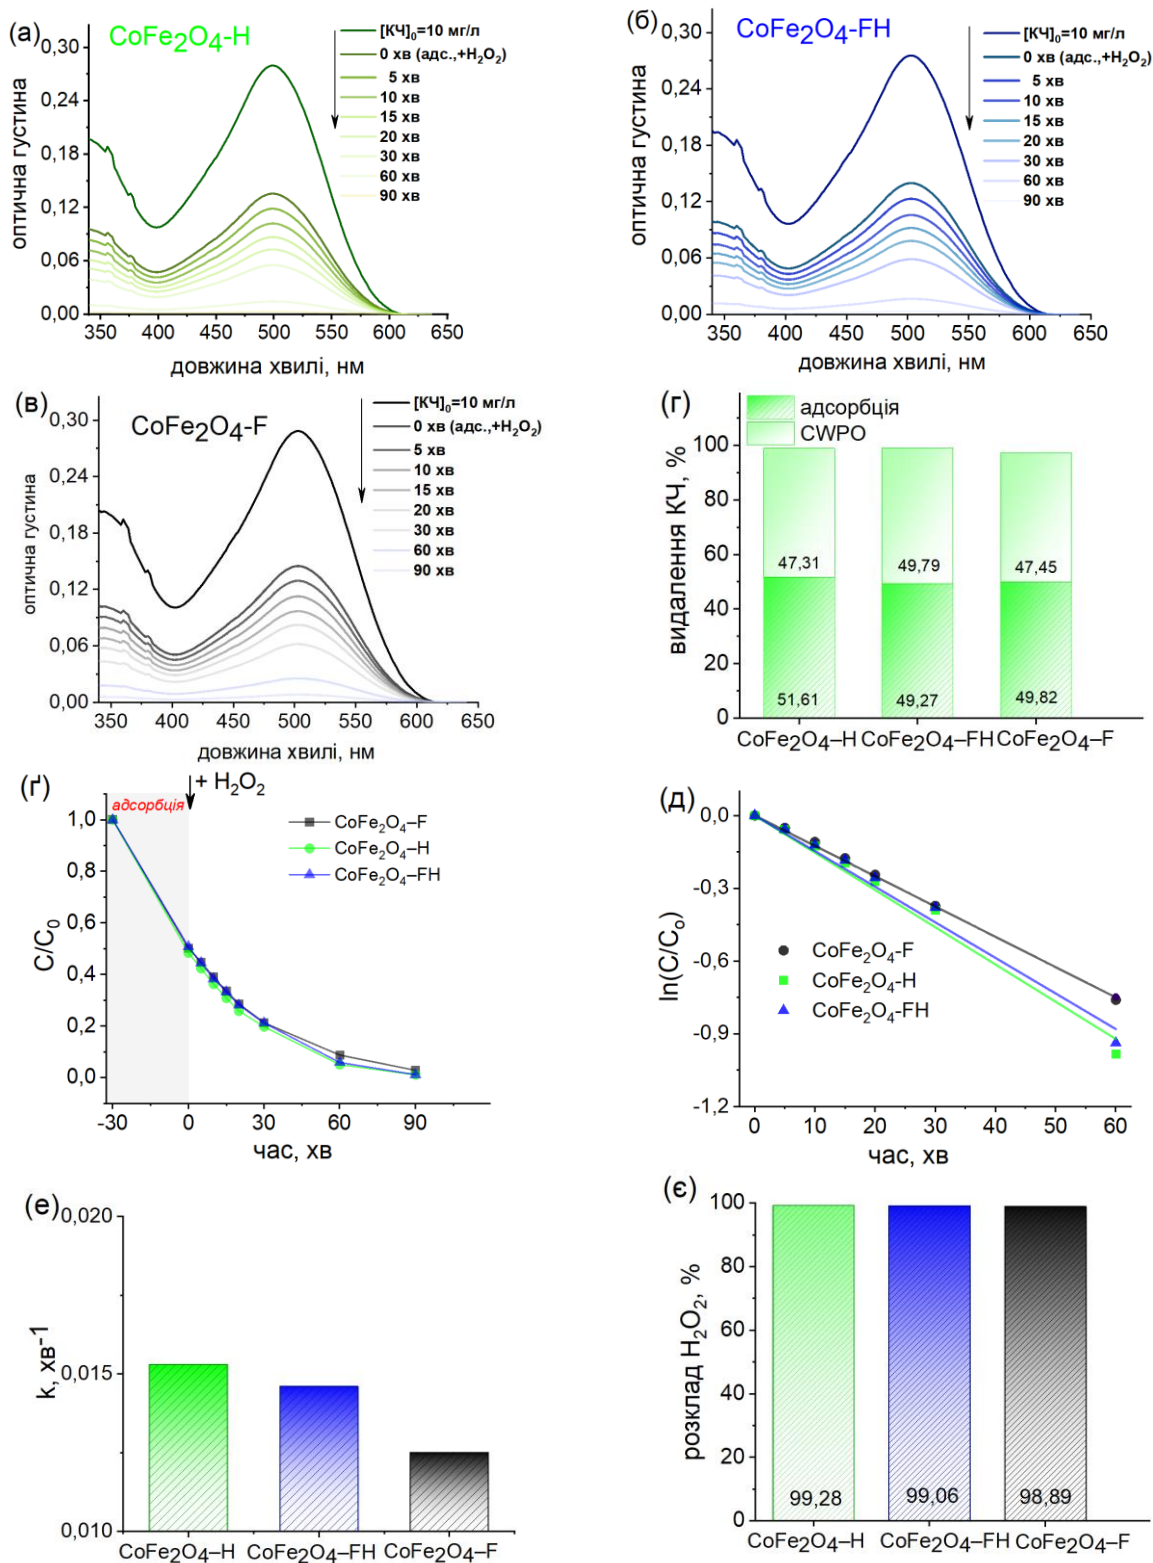 (а)
CoFe₂O₄-H
0,30
0,24
0,18
0,12
0,06
0,00
оптична густина
350 400 450 500 550 600 650
довжина хвилі, нм
[КЧ]₀=10 мг/л
0 хв (адс.,+H₂O₂)
5 хв
10 хв
15 хв
20 хв
30 хв
60 хв
90 хв
(б)
CoFe₂O₄-FH
0,30
0,24
0,18
0,12
0,06
0,00
оптична густина
350 400 450 500 550 600 650
довжина хвилі, нм
[КЧ]₀=10 мг/л
0 хв (адс.,+H₂O₂)
5 хв
10 хв
15 хв
20 хв
30 хв
60 хв
90 хв
(в)
CoFe₂O₄-F
0,30
0,24
0,18
0,12
0,06
0,00
оптична густина
350 400 450 500 550 600 650
довжина хвилі, нм
[КЧ]₀=10 мг/л
0 хв (адс.,+H₂O₂)
5 хв
10 хв
15 хв
20 хв
30 хв
60 хв
90 хв
(г)
адсорбція
CWPO
100
80
60
40
20
0
видалення КЧ, %
47,31 49,79 47,45
51,61 49,27 49,82
CoFe₂O₄–H CoFe₂O₄–FH CoFe₂O₄–F
(ґ)
+ H₂O₂
адсорбція
1,0
0,8
0,6
0,4
0,2
0,0
C/C₀
CoFe₂O₄–F
CoFe₂O₄–H
CoFe₂O₄–FH
-30 0 30 60 90
час, хв
(д)
0,0
-0,3
-0,6
-0,9
-1,2
ln(C/Cₒ)
CoFe₂O₄-F
CoFe₂O₄-H
CoFe₂O₄-FH
0 10 20 30 40 50 60
час, хв
(е)
0,020
0,015
0,010
k, хв⁻¹
CoFe₂O₄–H CoFe₂O₄–FH CoFe₂O₄–F
(є)
100
80
60
40
20
0
розклад H₂O₂, %
99,28 99,06 98,89
CoFe₂O₄–H CoFe₂O₄–FH CoFe₂O₄–F